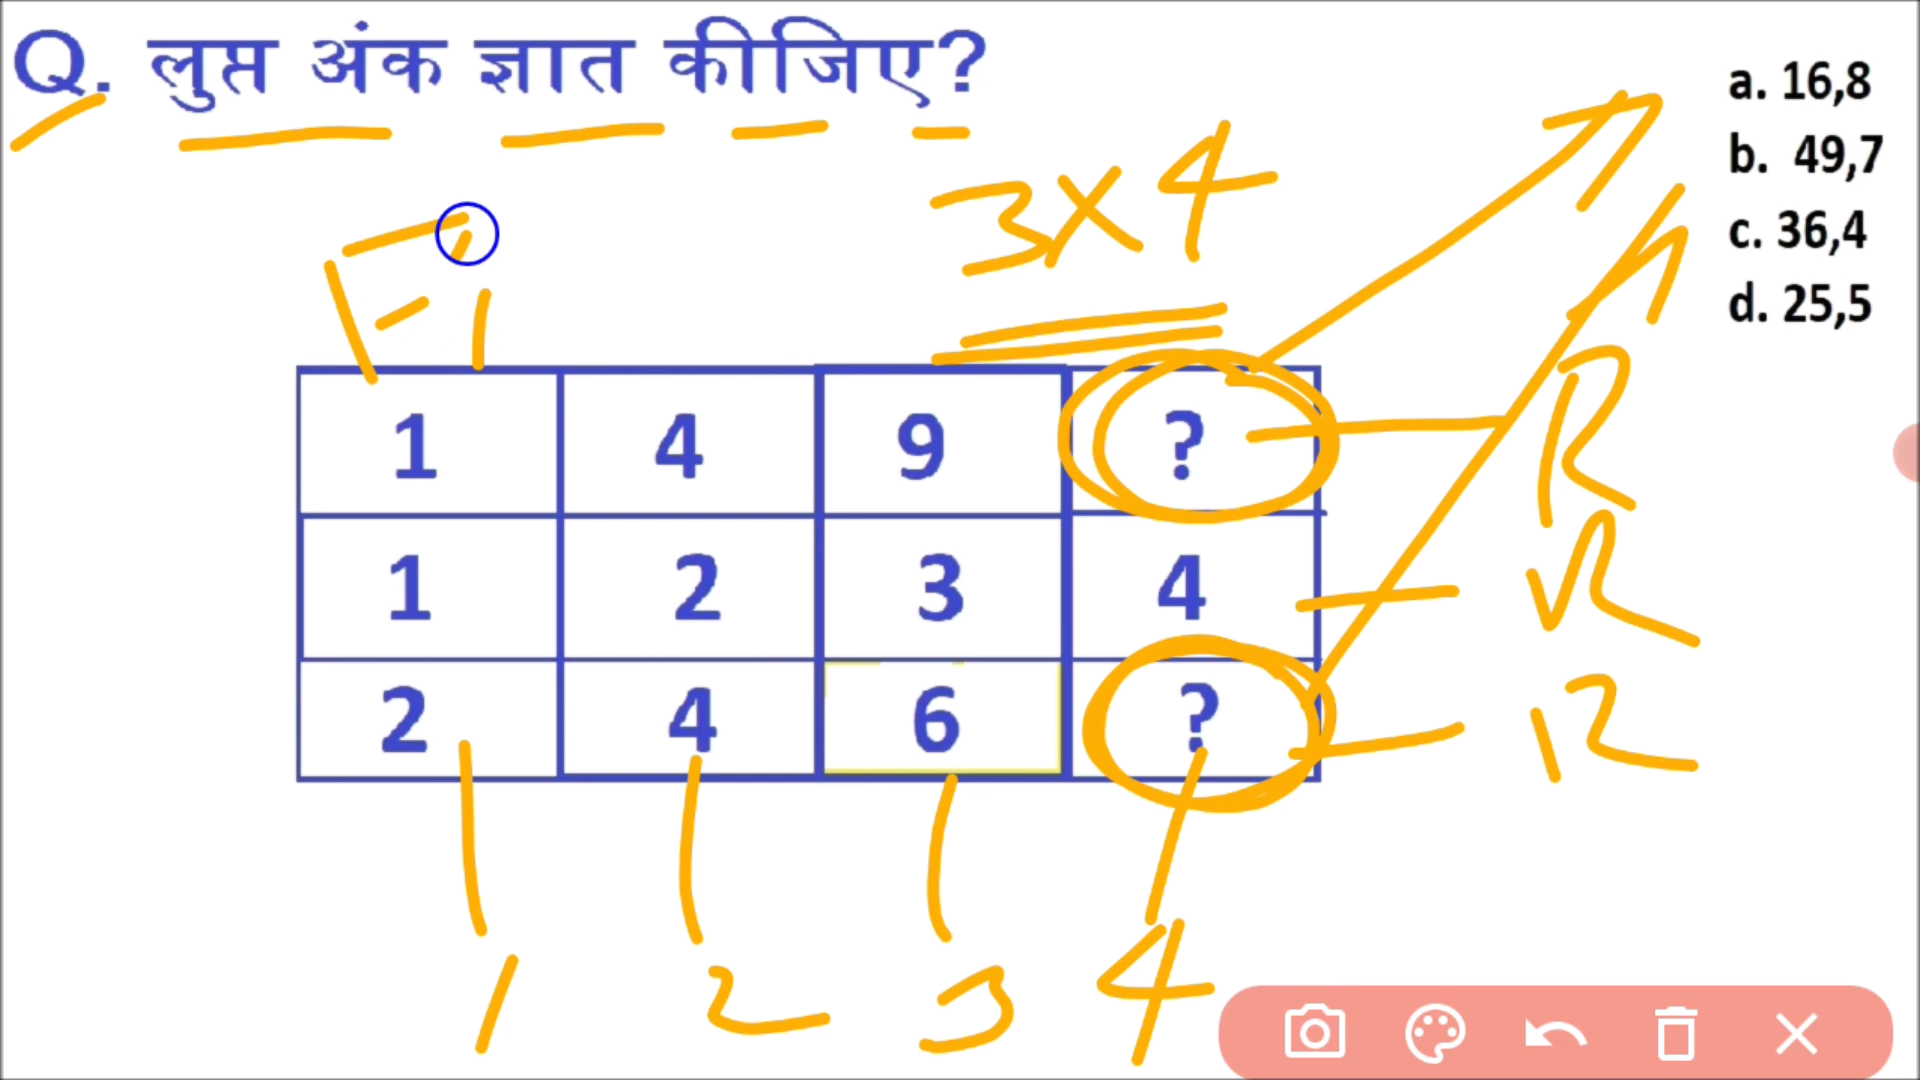 Q. लुप्त अंक ज्ञात कीजिए?
a. 16,8
b. 49,7
c. 36,4
d. 25,5
3×4
1 4 9 ?
1 2 3 4
2 4 6 ?
1 2 3 4